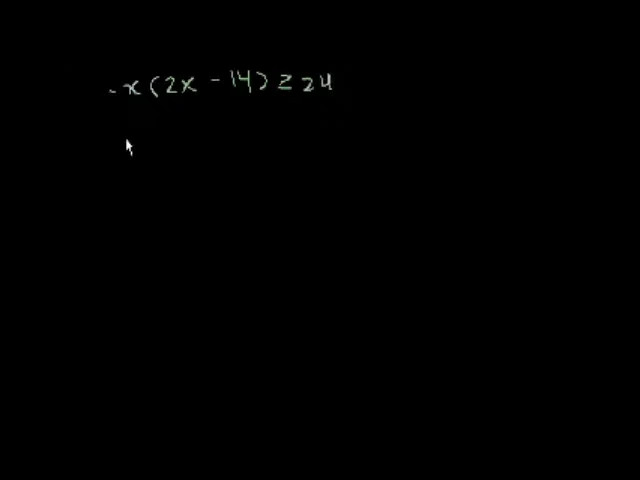 -x(2x - 14) ≥ 24